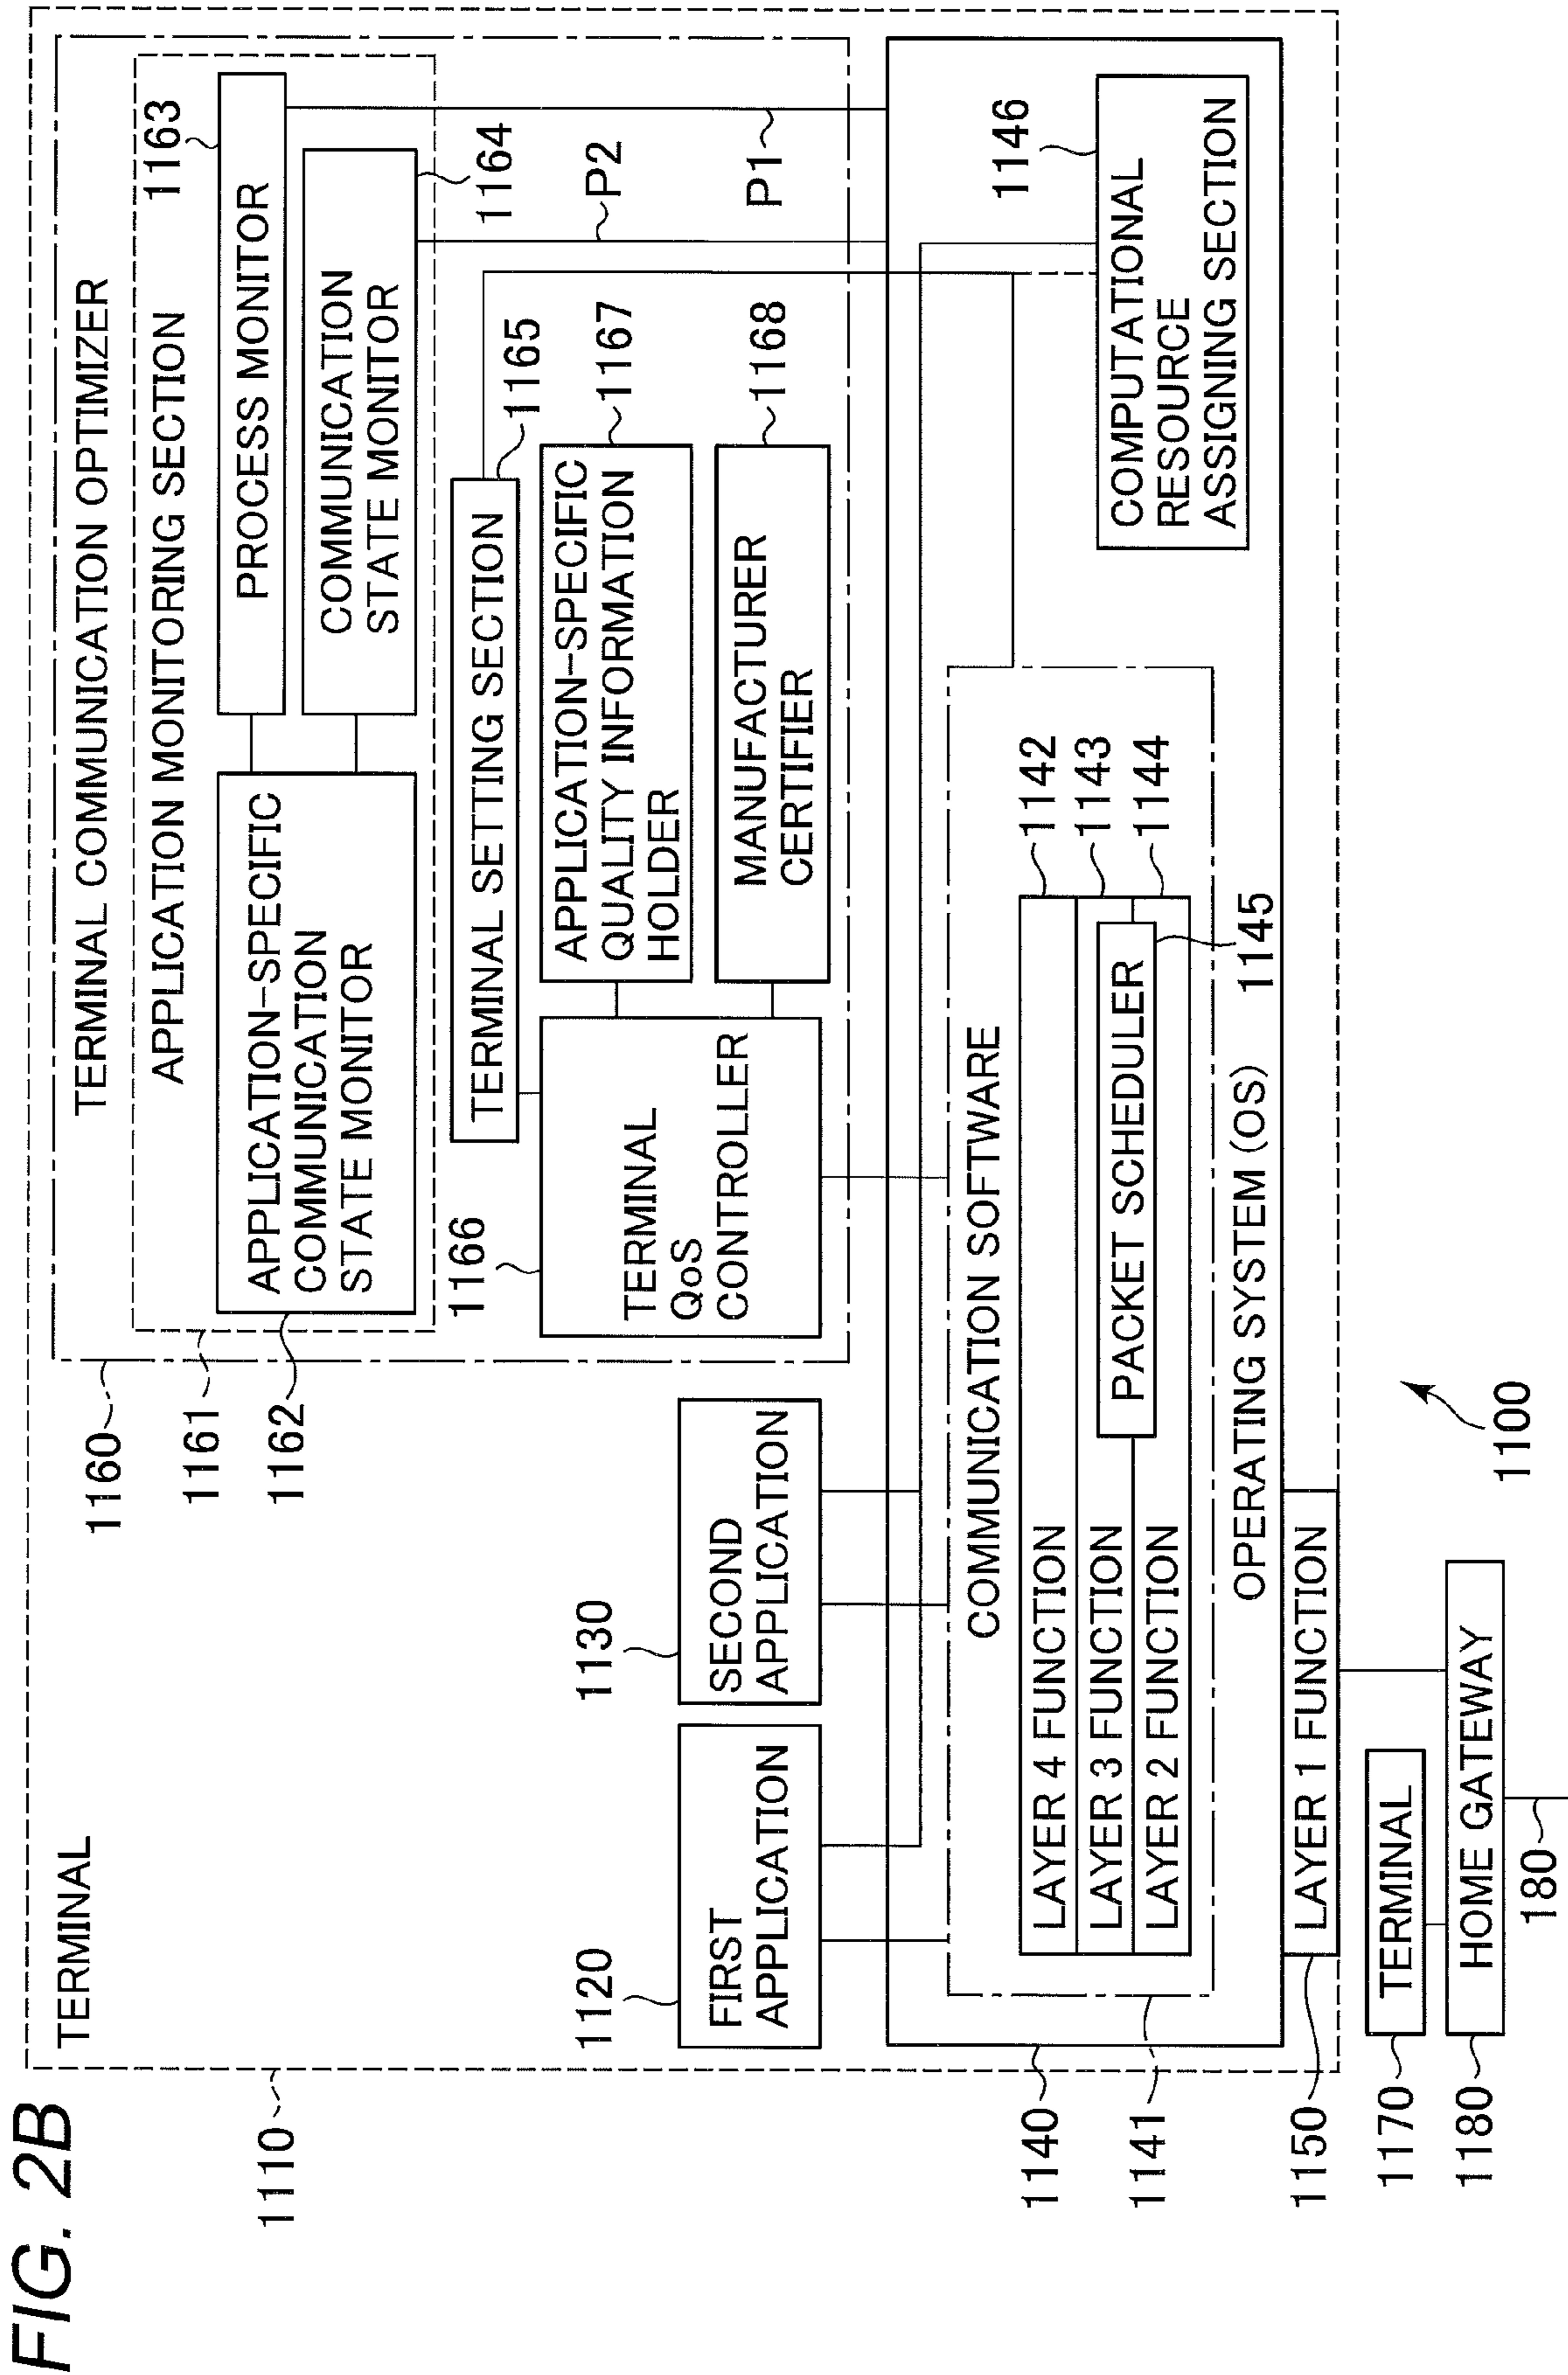 FIG. 2B
1110
TERMINAL
1160
TERMINAL COMMUNICATION OPTIMIZER
1161
APPLICATION MONITORING SECTION
1162
APPLICATION-SPECIFIC
COMMUNICATION
STATE MONITOR
1163
PROCESS MONITOR
COMMUNICATION
STATE MONITOR
1164
TERMINAL SETTING SECTION
1165
P2
P1
1166
TERMINAL
QoS
CONTROLLER
APPLICATION-SPECIFIC
QUALITY INFORMATION
HOLDER
1167
MANUFACTURER
CERTIFIER
1168
1120
FIRST
APPLICATION
1130
SECOND
APPLICATION
1140
1141
COMMUNICATION SOFTWARE
LAYER 4 FUNCTION
1142
LAYER 3 FUNCTION
1143
PACKET SCHEDULER
LAYER 2 FUNCTION
1144
1145
OPERATING SYSTEM (OS)
1146
COMPUTATIONAL
RESOURCE
ASSIGNING SECTION
1150
LAYER 1 FUNCTION
1170
TERMINAL
1180
HOME GATEWAY
180
1100